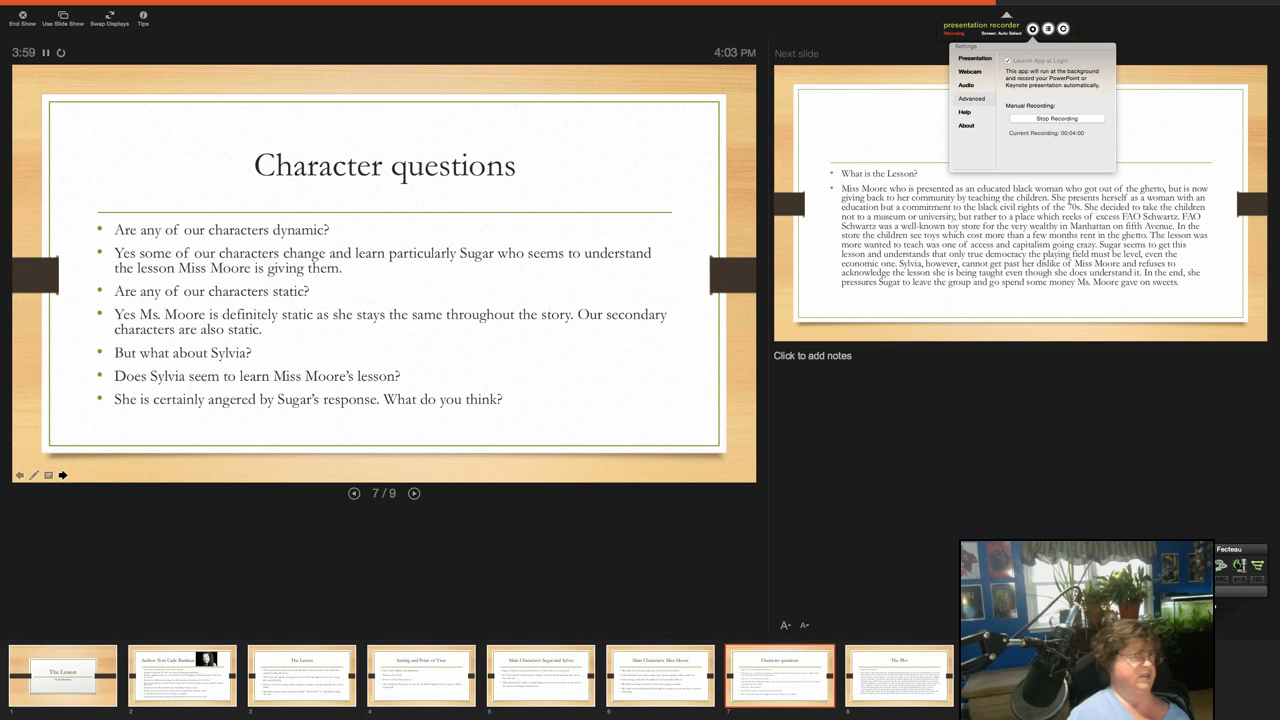 End Show
Use Slide Show
Swap Displays
Tips
3:59
4:03 PM
Character questions
• Are any of our characters dynamic?
• Yes some of our characters change and learn particularly Sugar who seems to understand
the lesson Miss Moore is giving them.
• Are any of our characters static?
• Yes Ms. Moore is definitely static as she stays the same throughout the story. Our secondary
characters are also static.
• But what about Sylvia?
• Does Sylvia seem to learn Miss Moore's lesson?
• She is certainly angered by Sugar's response. What do you think?
7 / 9
presentation recorder
Recording
Screen: Auto Select
Settings
Presentation
Webcam
Audio
Advanced
Help
About
Launch App at Login
This app will run at the background
and record your PowerPoint or
Keynote presentation automatically.
Manual Recording:
Stop Recording
Current Recording: 00:04:00
Next slide
• What is the Lesson?
• Miss Moore who is presented as an educated black woman who got out of the ghetto, but is now
giving back to her community by teaching the children. She presents herself as a woman with an
education but a commitment to the black civil rights of the 70s. She decided to take the children
not to a museum or university, but rather to a place which reeks of excess FAO Schwartz. FAO
Schwartz was a well-known toy store for the very wealthy in Manhattan on fifth Avenue. In the
store the children see toys which cost more than a few months rent in the ghetto. The lesson was
more wanted to teach was one of access and capitalism going crazy. Sugar seems to get this
lesson and understands that only true democracy the playing field must be level, even the
economic one. Sylvia, however, cannot get past her dislike of Miss Moore and refuses to
acknowledge the lesson she is being taught even though she does understand it. In the end, she
pressures Sugar to leave the group and go spend some money Ms. Moore gave on sweets.
Click to add notes
A
A
Fecteau
The Lesson
Author: Toni Cade Bambara
The Lesson
Setting and Point of View
Main Characters: Sugar and Sylvia
Main Characters: Miss Moore
Character questions
The Plot
1
2
3
4
5
6
7
8